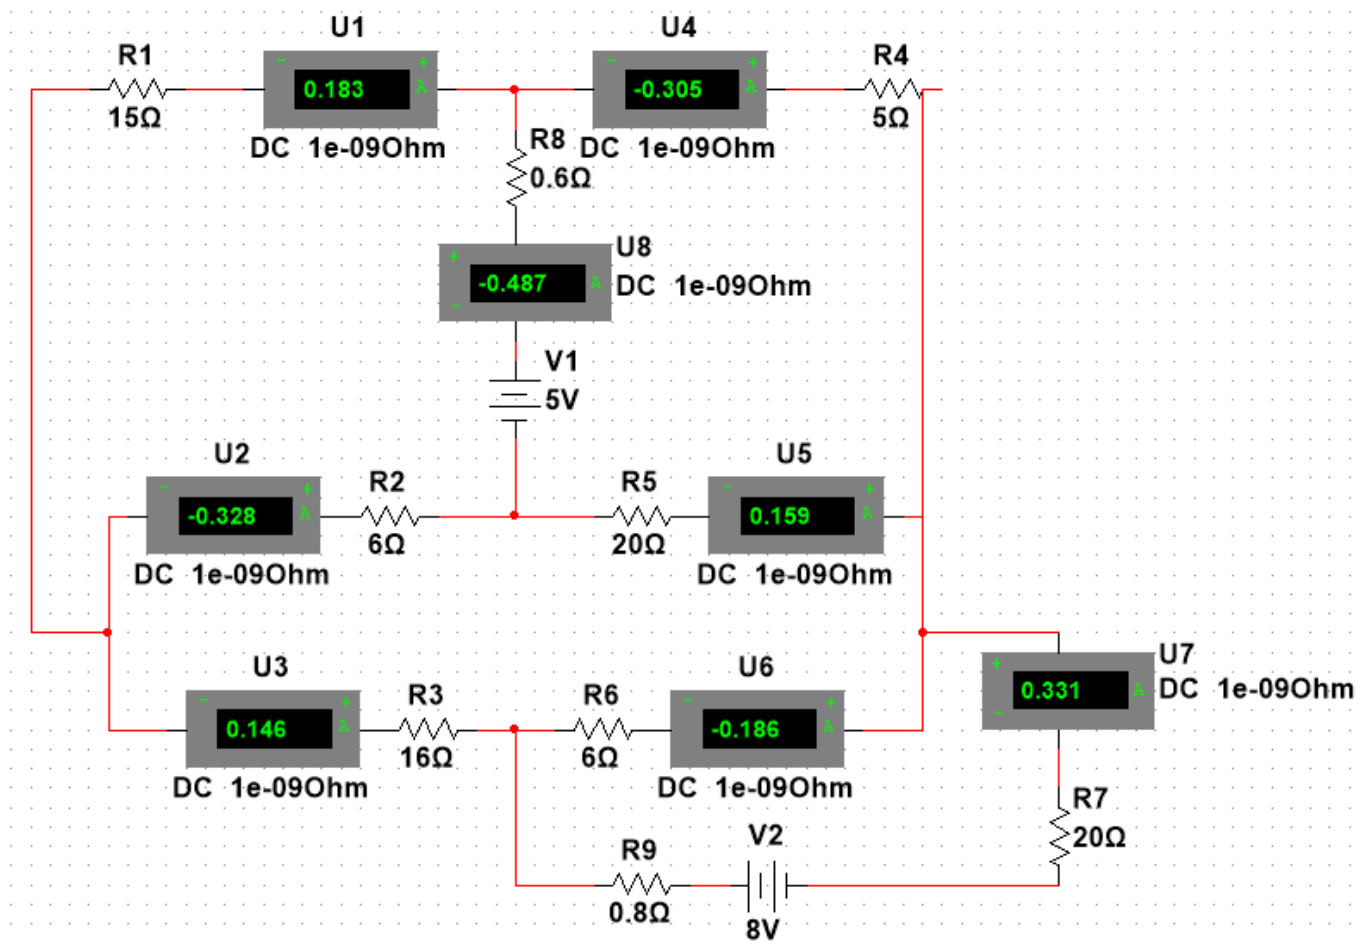 U1
U4
R1
R4
- + 0.183 A
- + -0.305 A
15Ω
5Ω
DC 1e-09Ohm
DC 1e-09Ohm
R8
0.6Ω
U8
+ -0.487 A -
DC 1e-09Ohm
V1
5V
U2
R2
R5
U5
- + -0.328 A
- + 0.159 A
6Ω
20Ω
DC 1e-09Ohm
DC 1e-09Ohm
U3
R3
R6
U6
U7
- + 0.146 A
- + -0.186 A
+ 0.331 A -
DC 1e-09Ohm
16Ω
6Ω
DC 1e-09Ohm
DC 1e-09Ohm
R7
20Ω
R9
V2
0.8Ω
8V